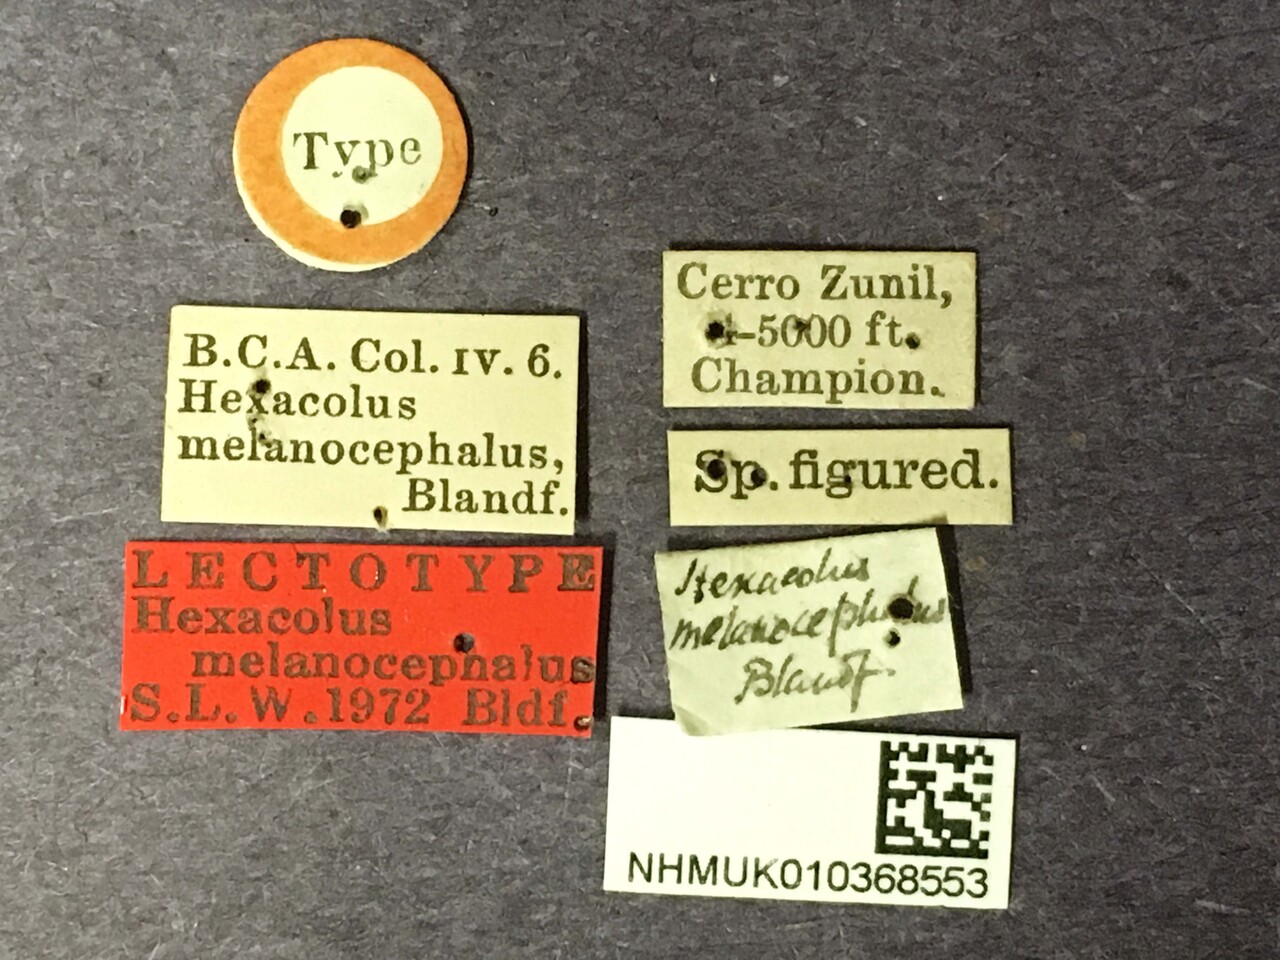 Type
B.C.A. Col. IV. 6.
Hexacolus
melanocephalus,
Blandf.
LECTOTYPE
Hexacolus
melanocephalus
S.L.W.1972 Bldf.
Cerro Zunil,
4-5000 ft.
Champion.
Sp. figured.
Hexacolus
melanocephalus
Blandf.
NHMUK010368553